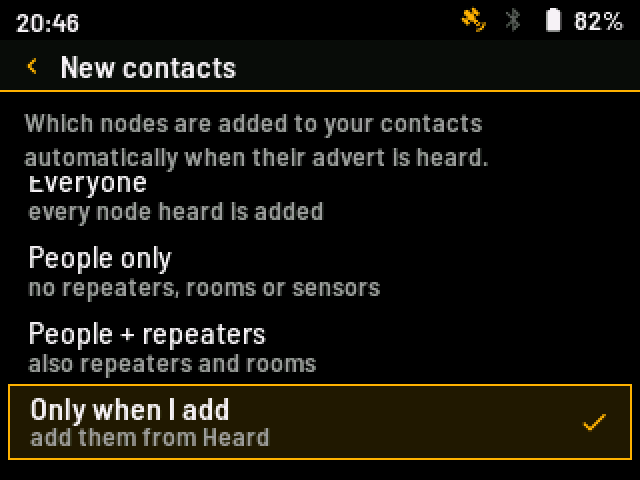 20:46
82%
New contacts
Which nodes are added to your contacts
automatically when their advert is heard.
Everyone
every node heard is added
People only
no repeaters, rooms or sensors
People + repeaters
also repeaters and rooms
Only when I add
add them from Heard